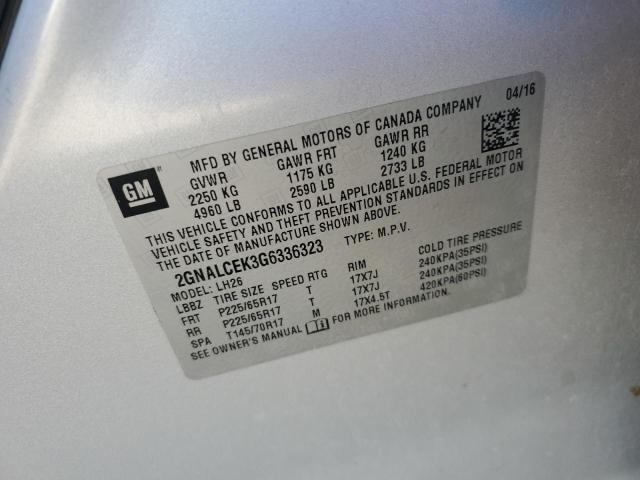 MFD BY GENERAL MOTORS OF CANADA COMPANY 04/16
GVWR GAWR FRT GAWR RR
2250 KG 1175 KG 1240 KG
4960 LB 2590 LB 2733 LB
GM
THIS VEHICLE CONFORMS TO ALL APPLICABLE U.S. FEDERAL MOTOR
VEHICLE SAFETY AND THEFT PREVENTION STANDARDS IN EFFECT ON
THE DATE OF MANUFACTURE SHOWN ABOVE.
2GNALCEK3G6336323 TYPE: M.P.V.
MODEL: LH26
LBBZ TIRE SIZE SPEED RTG RIM COLD TIRE PRESSURE
FRT P225/65R17 T 17X7J 240KPA(35PSI)
RR P225/65R17 T 17X7J 240KPA(35PSI)
SPA T145/70R17 M 17X4.5T 420KPA(60PSI)
SEE OWNER'S MANUAL FOR MORE INFORMATION.